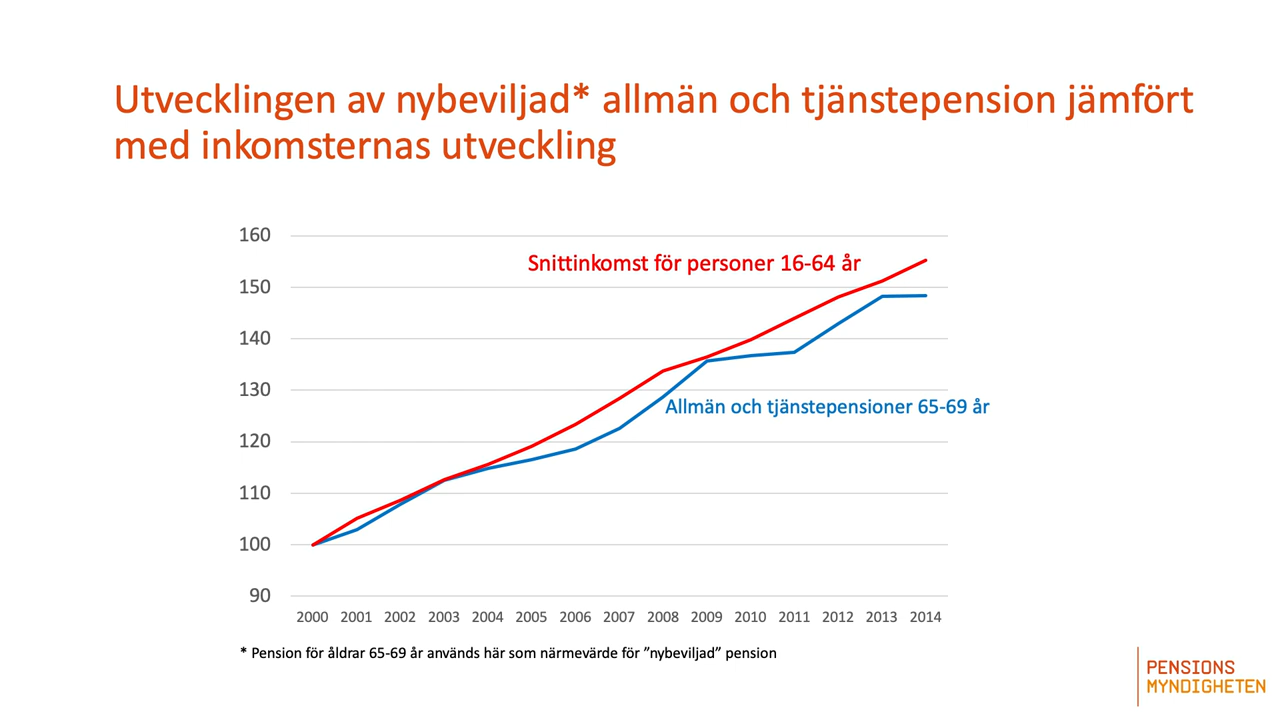 Utvecklingen av nybeviljad* allmän och tjänstepension jämfört
med inkomsternas utveckling
160
Snittinkomst för personer 16-64 år
150
140
130
Allmän och tjänstepensioner 65-69 år
120
110
100
90
2000 2001 2002 2003 2004 2005 2006 2007 2008 2009 2010 2011 2012 2013 2014
* Pension för åldrar 65-69 år används här som närmevärde för ”nybeviljad” pension
PENSIONS
MYNDIGHETEN